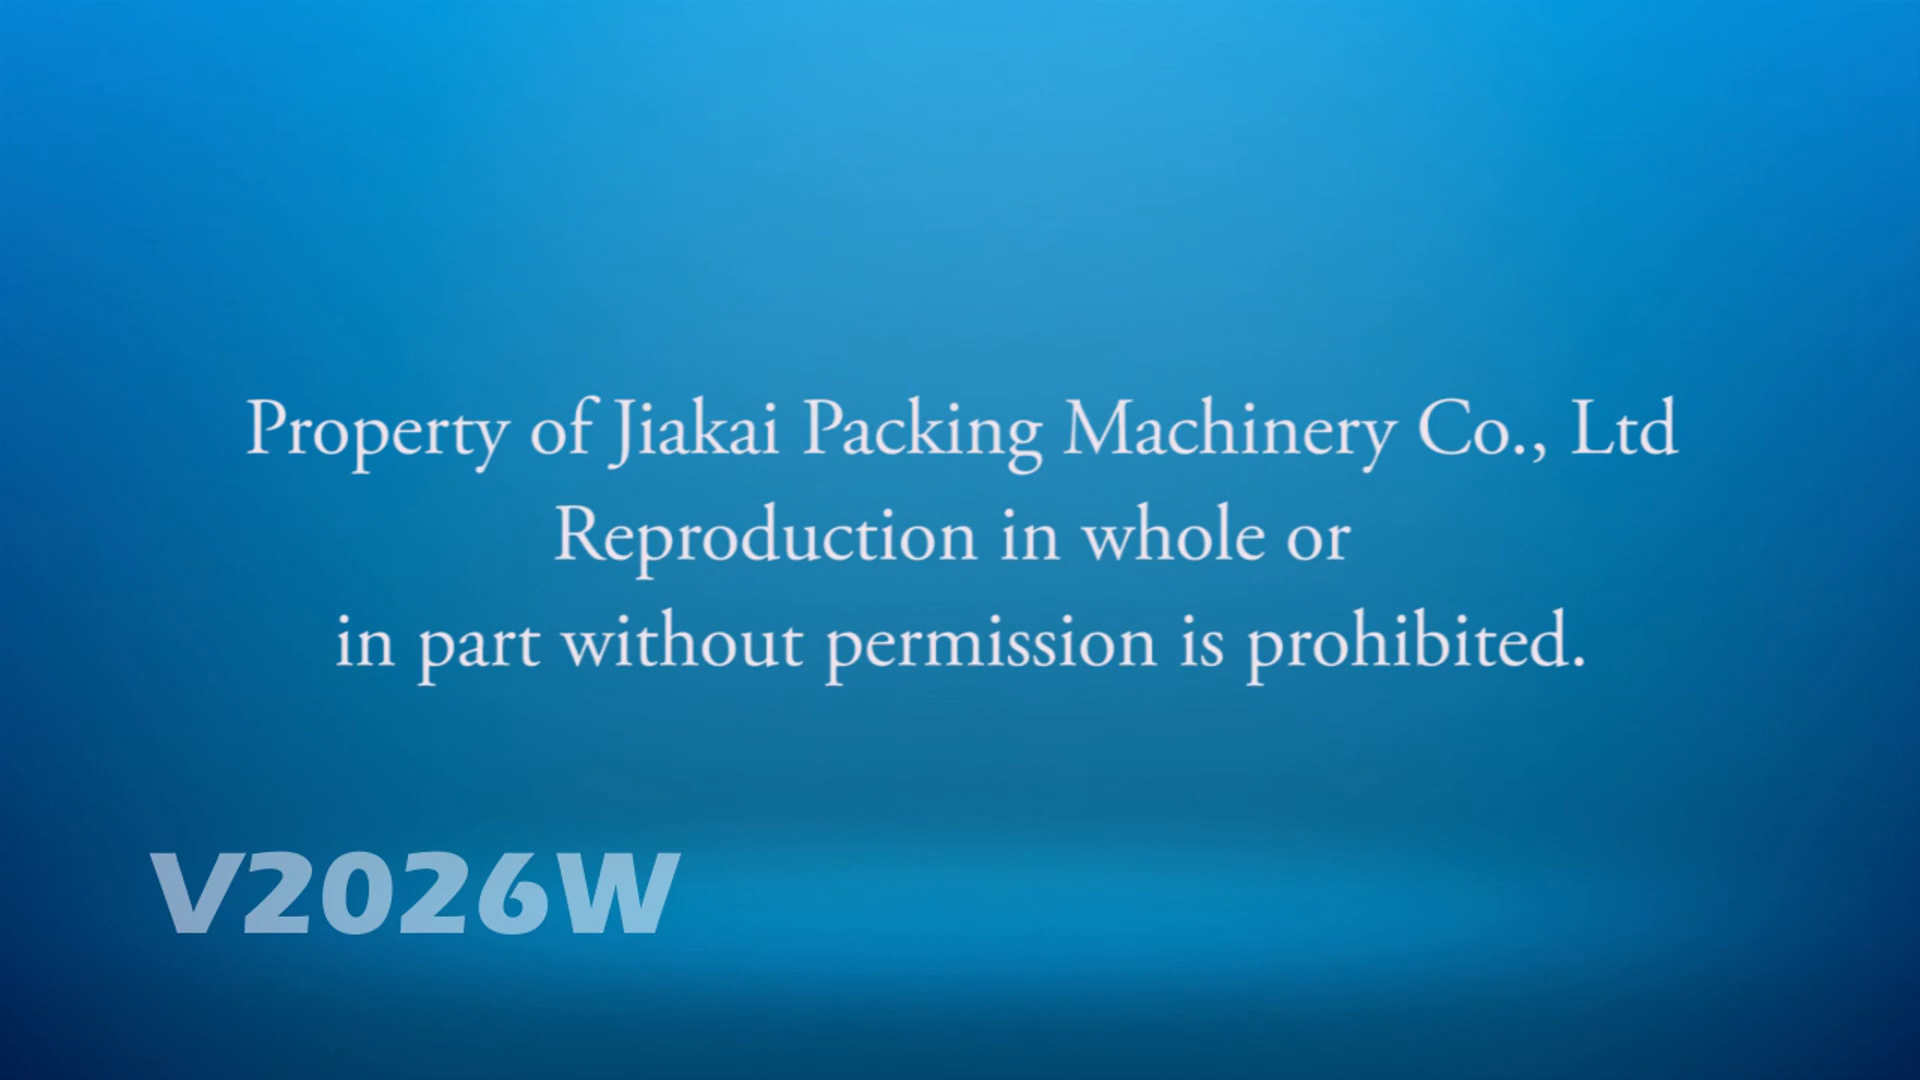 Property of Jiakai Packing Machinery Co., Ltd
Reproduction in whole or
in part without permission is prohibited.
V2026W